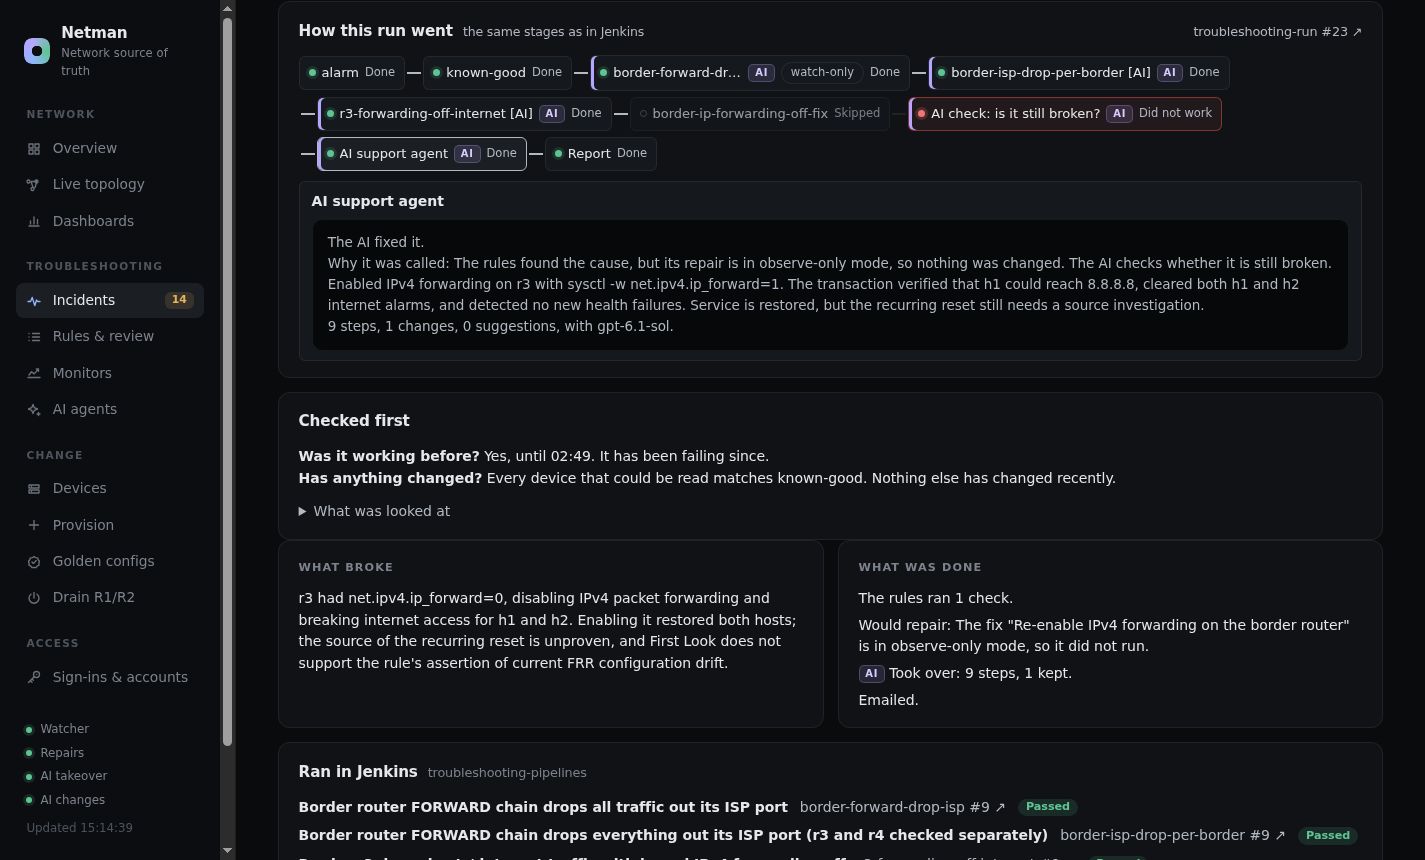 Netman
Network source of
truth
NETWORK
Overview
Live topology
Dashboards
TROUBLESHOOTING
Incidents 14
Rules & review
Monitors
AI agents
CHANGE
Devices
Provision
Golden configs
Drain R1/R2
ACCESS
Sign-ins & accounts
Watcher
Repairs
AI takeover
AI changes
Updated 15:14:39
How this run went the same stages as in Jenkins troubleshooting-run #23 ↗
alarm Done known-good Done border-forward-dr... AI watch-only Done border-isp-drop-per-border [AI] AI Done
r3-forwarding-off-internet [AI] AI Done border-ip-forwarding-off-fix Skipped AI check: is it still broken? AI Did not work
AI support agent AI Done Report Done
AI support agent
The AI fixed it.
Why it was called: The rules found the cause, but its repair is in observe-only mode, so nothing was changed. The AI checks whether it is still broken.
Enabled IPv4 forwarding on r3 with sysctl -w net.ipv4.ip_forward=1. The transaction verified that h1 could reach 8.8.8.8, cleared both h1 and h2
internet alarms, and detected no new health failures. Service is restored, but the recurring reset still needs a source investigation.
9 steps, 1 changes, 0 suggestions, with gpt-6.1-sol.
Checked first
Was it working before? Yes, until 02:49. It has been failing since.
Has anything changed? Every device that could be read matches known-good. Nothing else has changed recently.
▶ What was looked at
WHAT BROKE
r3 had net.ipv4.ip_forward=0, disabling IPv4 packet forwarding and
breaking internet access for h1 and h2. Enabling it restored both hosts;
the source of the recurring reset is unproven, and First Look does not
support the rule's assertion of current FRR configuration drift.
WHAT WAS DONE
The rules ran 1 check.
Would repair: The fix "Re-enable IPv4 forwarding on the border router"
is in observe-only mode, so it did not run.
AI Took over: 9 steps, 1 kept.
Emailed.
Ran in Jenkins troubleshooting-pipelines
Border router FORWARD chain drops all traffic out its ISP port border-forward-drop-isp #9 ↗ Passed
Border router FORWARD chain drops everything out its ISP port (r3 and r4 checked separately) border-isp-drop-per-border #9 ↗ Passed